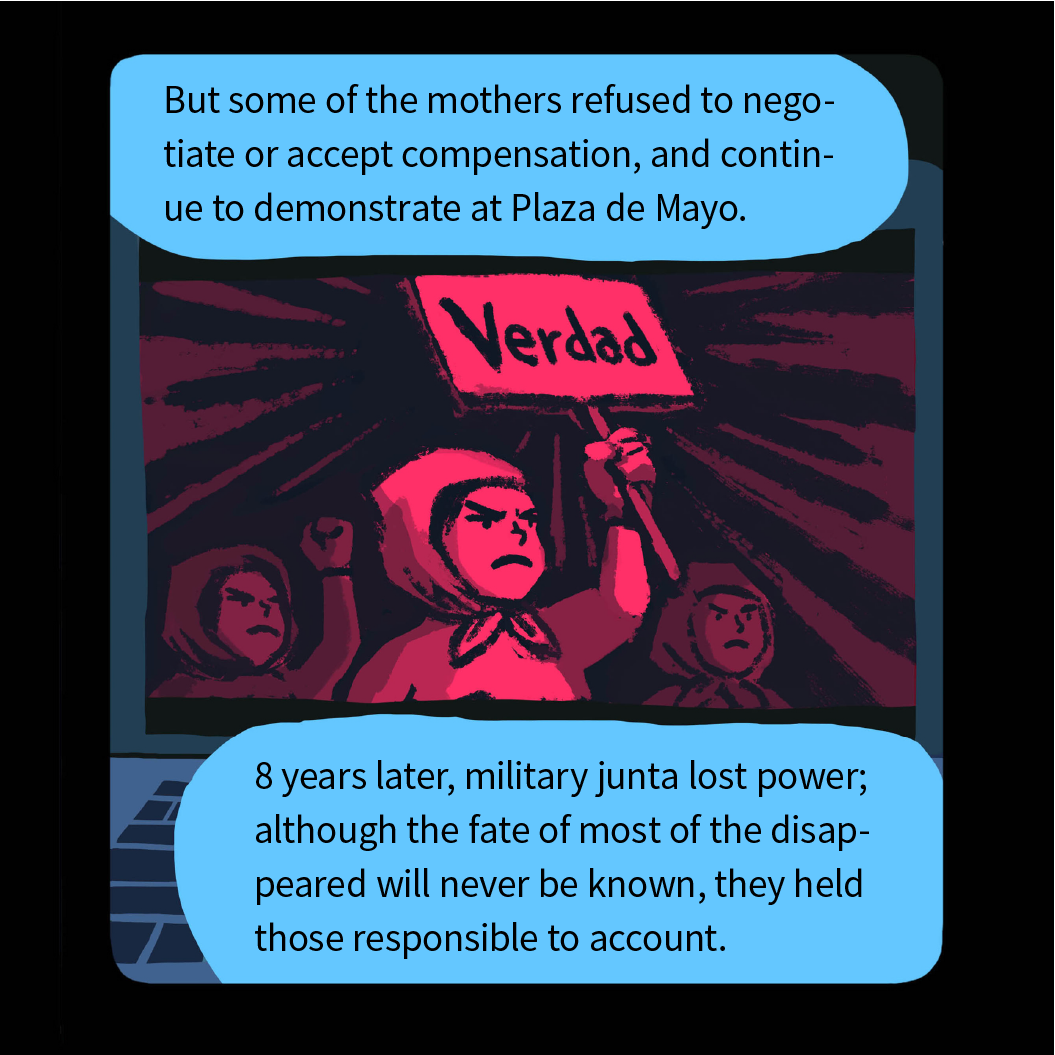 But some of the mothers refused to nego-
tiate or accept compensation, and contin-
ue to demonstrate at Plaza de Mayo.
Verdad
8 years later, military junta lost power;
although the fate of most of the disap-
peared will never be known, they held
those responsible to account.